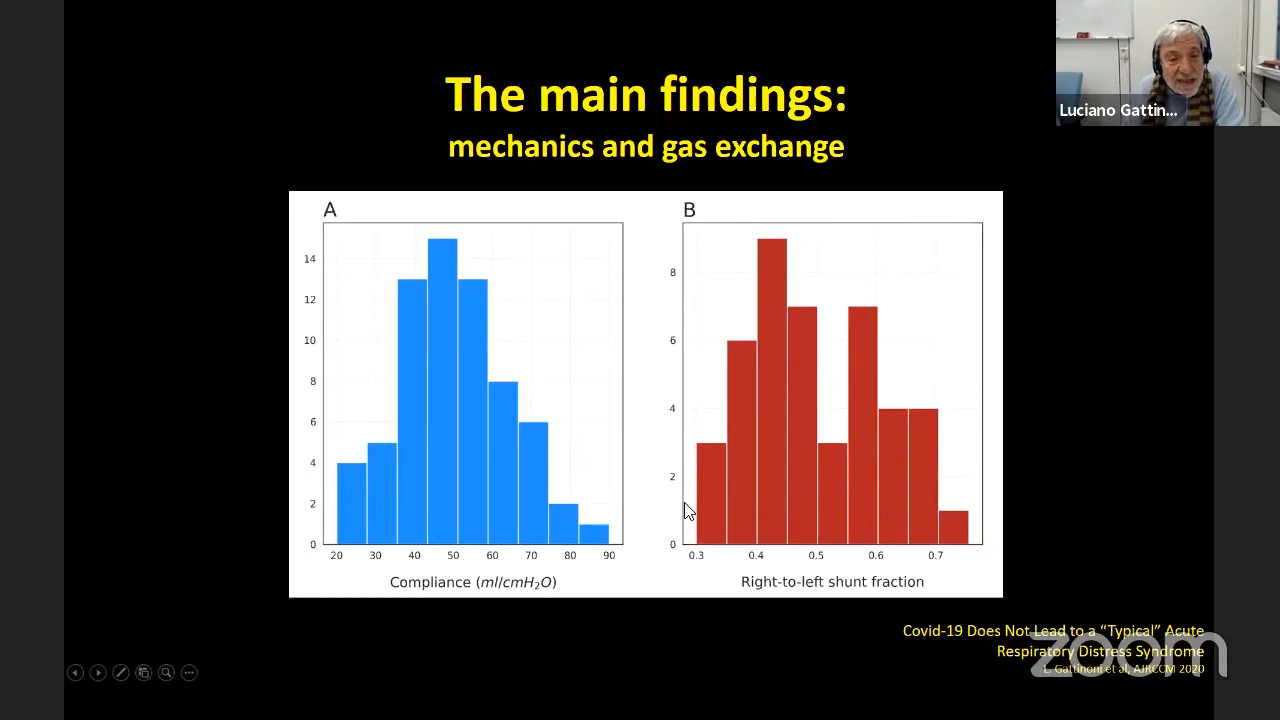 The main findings:
mechanics and gas exchange
Luciano Gattin...
A
14
12
10
8
6
4
2
0
20 30 40 50 60 70 80 90
Compliance (ml/cmH₂O)
B
8
6
4
2
0
0.3 0.4 0.5 0.6 0.7
Right-to-left shunt fraction
Covid-19 Does Not Lead to a “Typical” Acute
Respiratory Distress Syndrome
L. Gattinoni et al, AJRCCM 2020
zoom